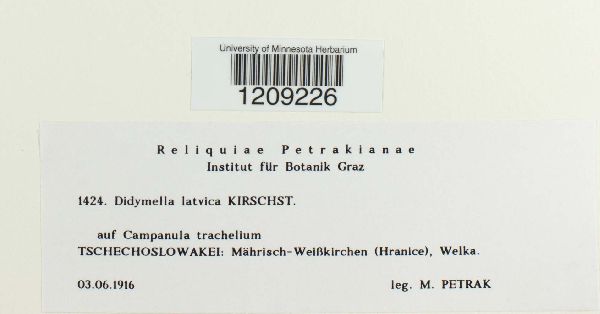 University of Minnesota Herbarium
1209226
Reliquiae Petrakianae
Institut für Botanik Graz
1424. Didymella latvica KIRSCHST.
auf Campanula trachelium
TSCHECHOSLOWAKEI: Mährisch-Weißkirchen (Hranice), Welka.
03.06.1916 leg. M. PETRAK